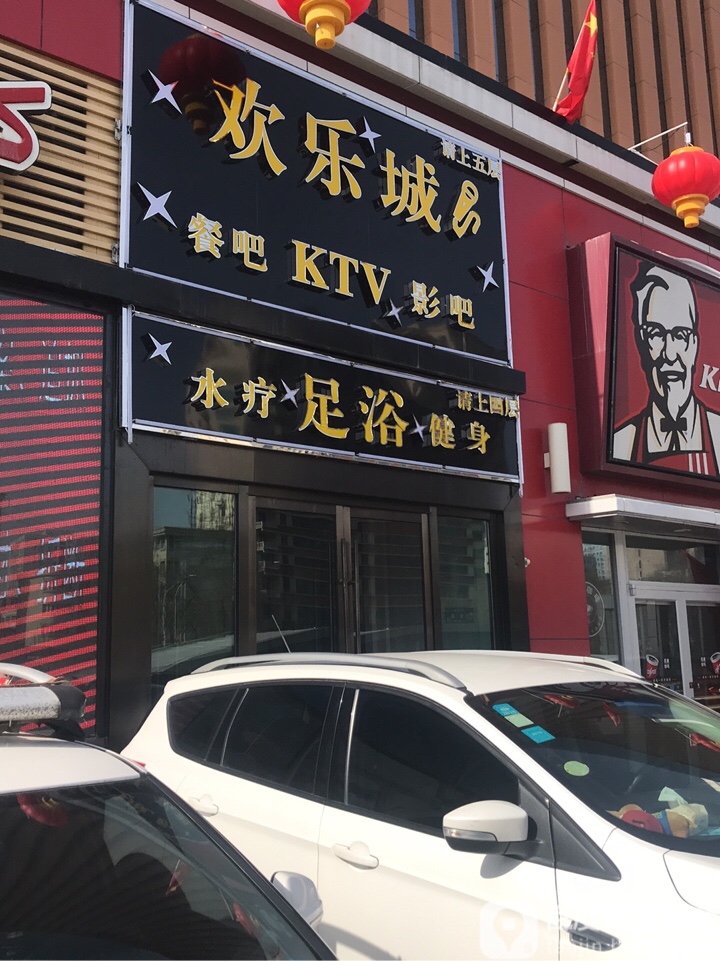 欢乐城
请上五层
餐吧 KTV 影吧
水疗 足浴 健身
请上四层
K